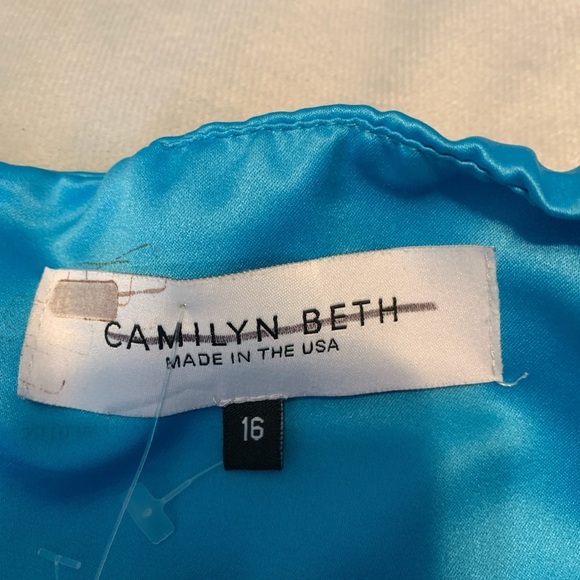 CAMILYN BETH
MADE IN THE USA
16